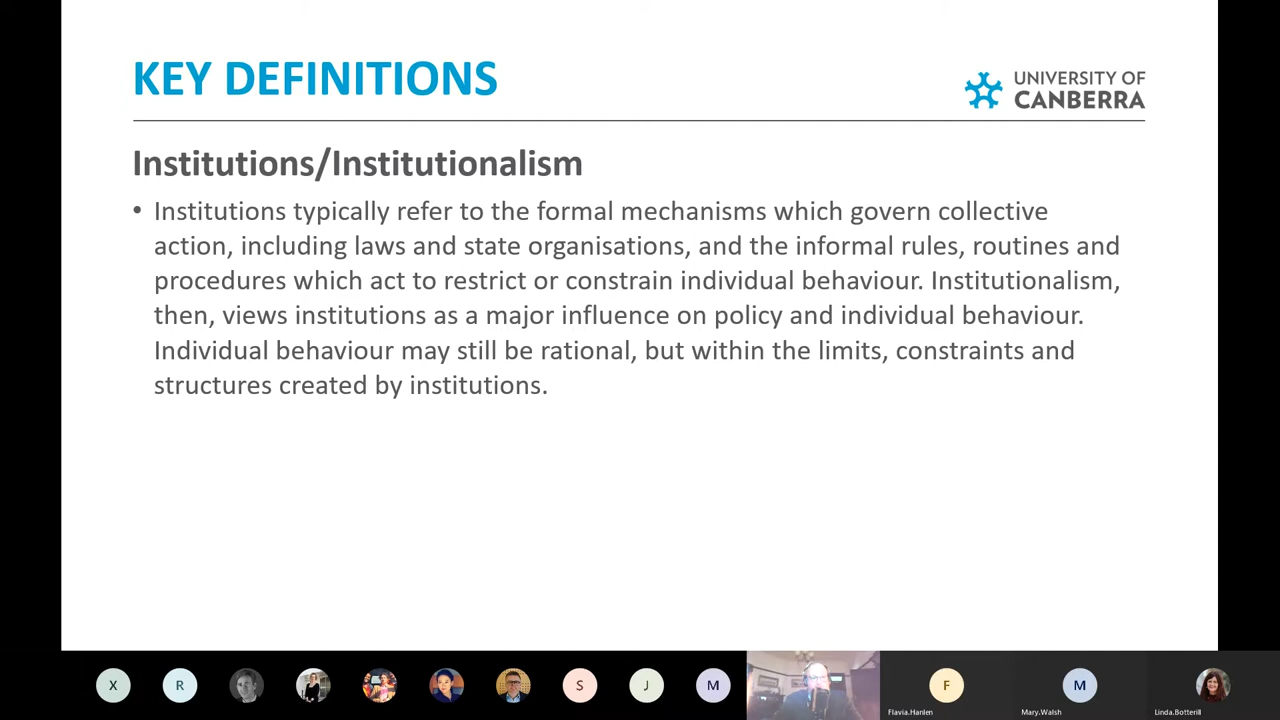 KEY DEFINITIONS
UNIVERSITY OF
CANBERRA
Institutions/Institutionalism
• Institutions typically refer to the formal mechanisms which govern collective
action, including laws and state organisations, and the informal rules, routines and
procedures which act to restrict or constrain individual behaviour. Institutionalism,
then, views institutions as a major influence on policy and individual behaviour.
Individual behaviour may still be rational, but within the limits, constraints and
structures created by institutions.
X
R
S
J
M
F
M
Flavia.Hanlen
Mary.Walsh
Linda.Botterill